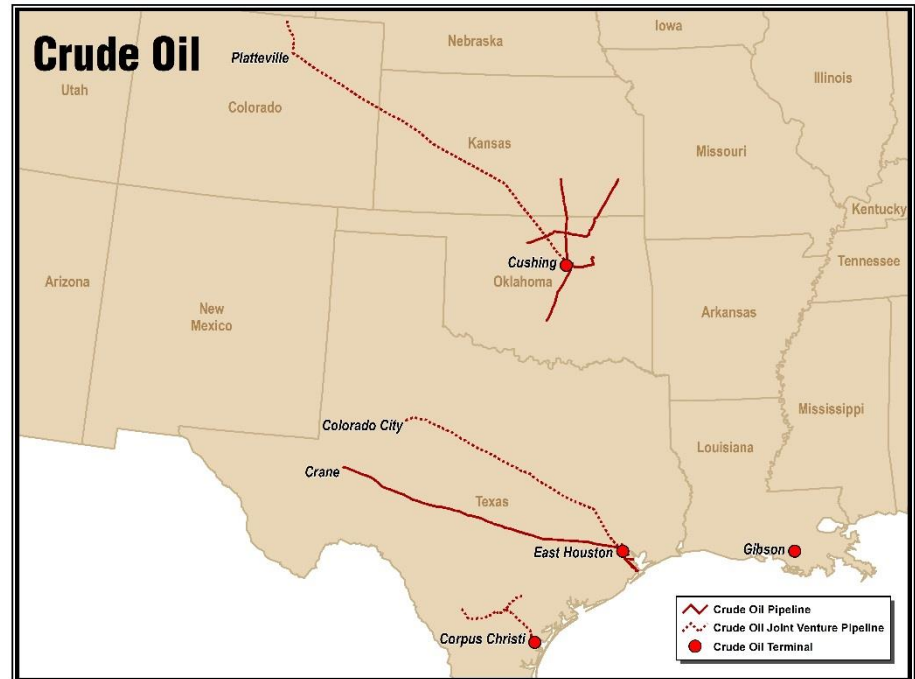 Crude Oil
Platteville
Nebraska
Iowa
Utah
Colorado
Illinois
Kansas
Missouri
Kentucky
Cushing
Oklahoma
Tennessee
Arizona
New
Mexico
Arkansas
Mississippi
Colorado City
Louisiana
Crane
Texas
East Houston
Gibson
Corpus Christi
Crude Oil Pipeline
Crude Oil Joint Venture Pipeline
Crude Oil Terminal